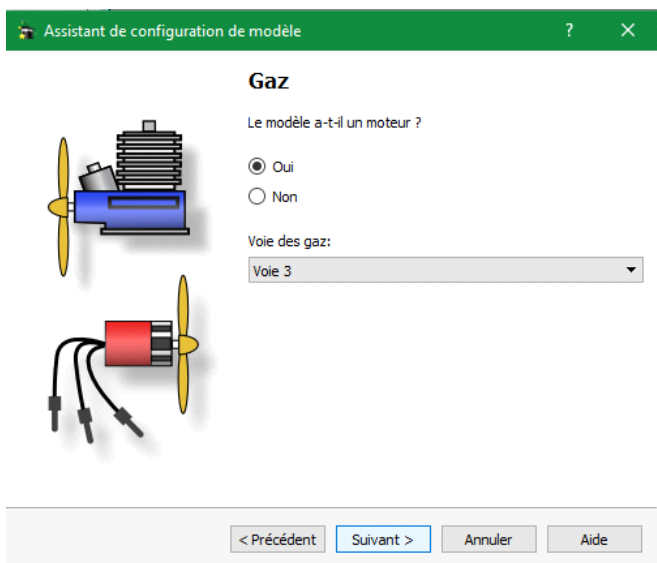 Assistant de configuration de modèle
?
Gaz
Le modèle a-t-il un moteur ?
Oui
Non
Voie des gaz:
Voie 3
< Précédent
Suivant >
Annuler
Aide